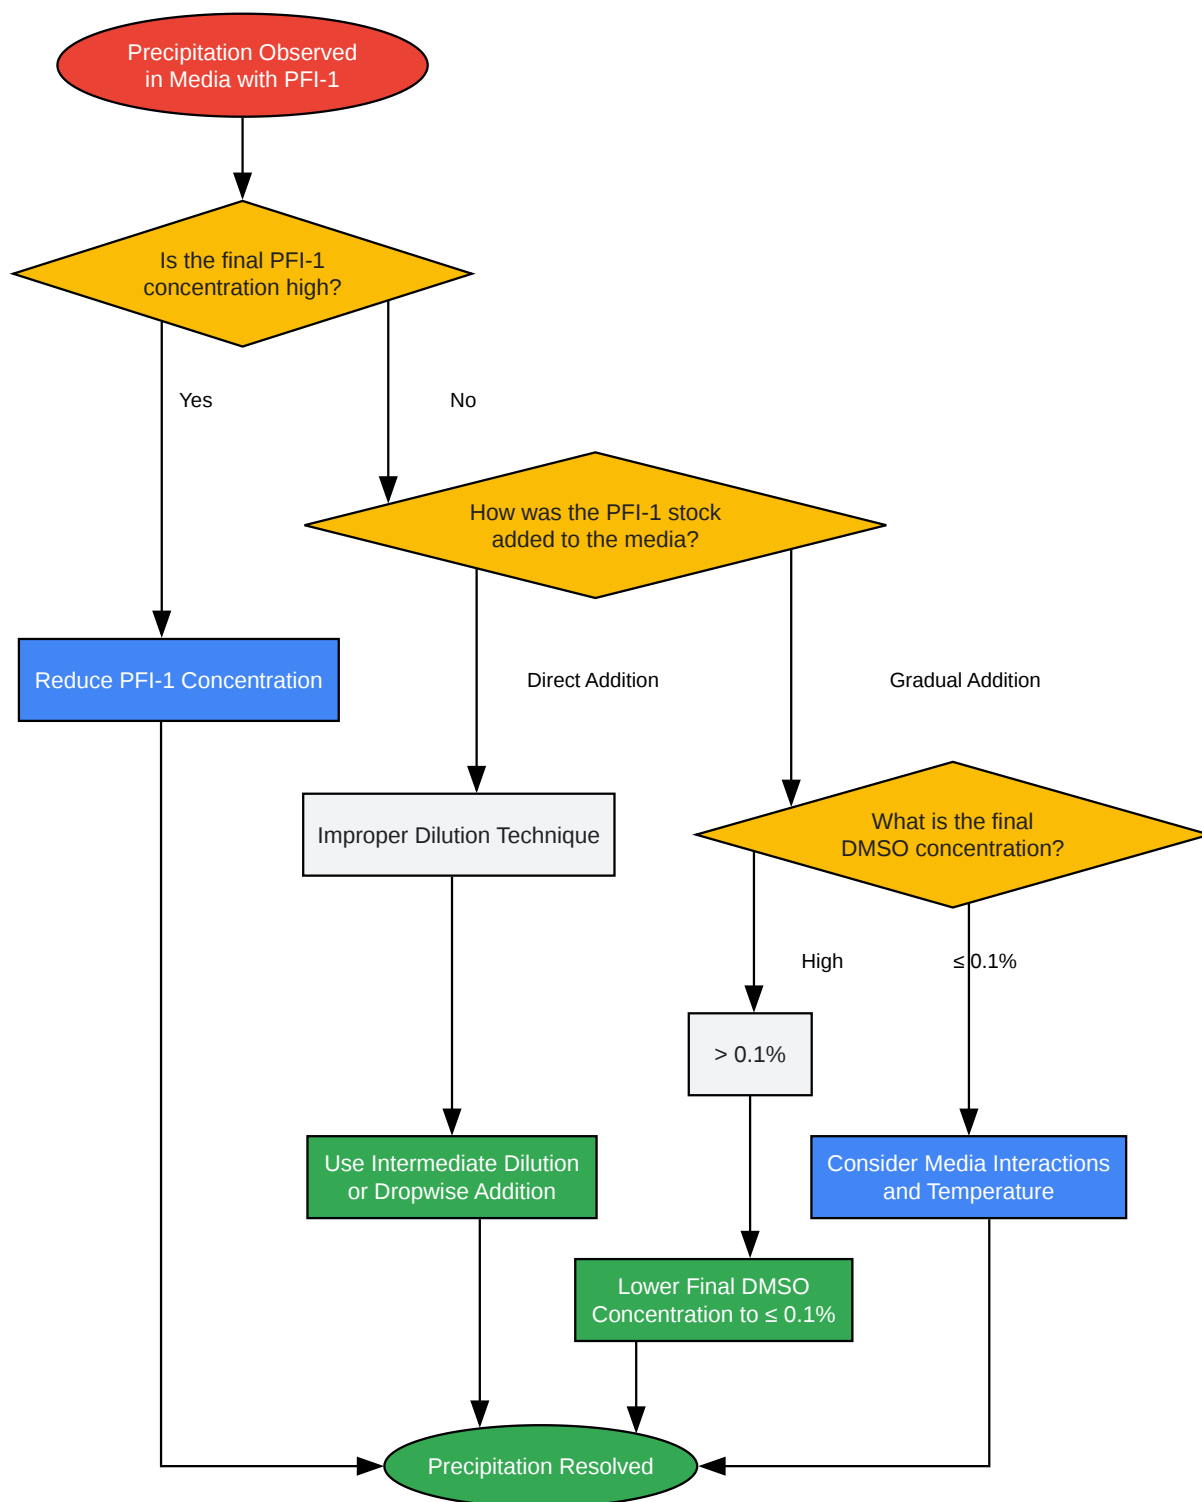 Precipitation Observed
in Media with PFI-1
Is the final PFI-1
concentration high?
Yes
No
How was the PFI-1 stock
added to the media?
Reduce PFI-1 Concentration
Direct Addition
Gradual Addition
Improper Dilution Technique
What is the final
DMSO concentration?
High
≤ 0.1%
> 0.1%
Use Intermediate Dilution
or Dropwise Addition
Consider Media Interactions
and Temperature
Lower Final DMSO
Concentration to ≤ 0.1%
Precipitation Resolved